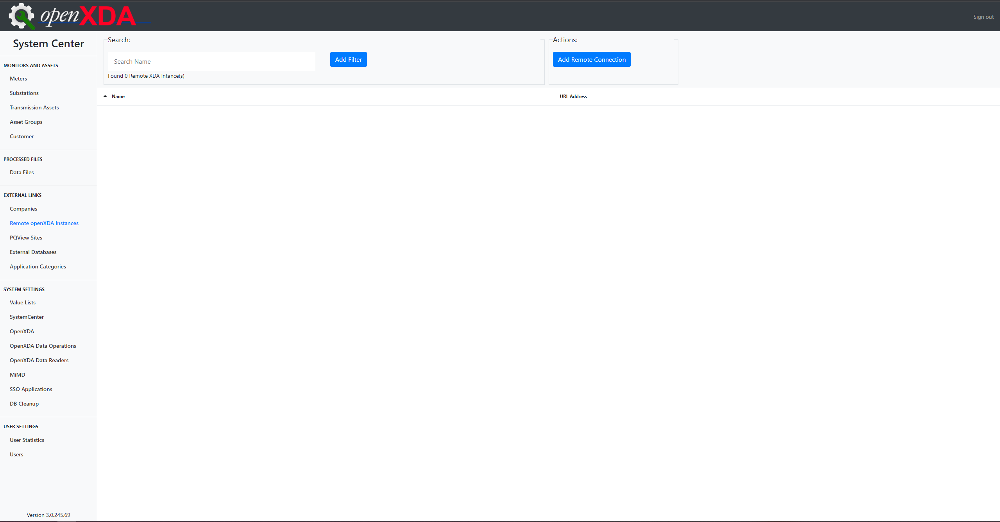 openXDA
Sign out
System Center
MONITORS AND ASSETS
Meters
Substations
Transmission Assets
Asset Groups
Customer
PROCESSED FILES
Data Files
EXTERNAL LINKS
Companies
Remote openXDA Instances
PQView Sites
External Databases
Application Categories
SYSTEM SETTINGS
Value Lists
SystemCenter
OpenXDA
OpenXDA Data Operations
OpenXDA Data Readers
MiMD
SSO Applications
DB Cleanup
USER SETTINGS
User Statistics
Users
Version 3.0.245.69
Search:
Search Name
Add Filter
Found 0 Remote XDA Intance(s)
Actions:
Add Remote Connection
Name
URL Address